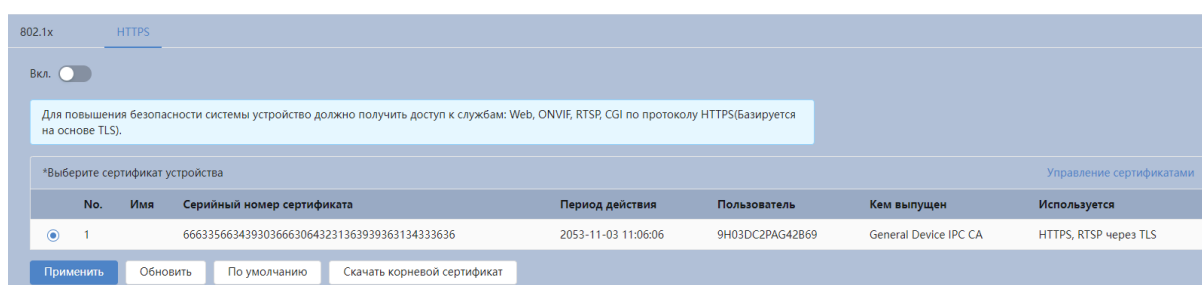 802.1x HTTPS
Вкл.
Для повышения безопасности системы устройство должно получить доступ к службам: Web, ONVIF, RTSP, CGI по протоколу HTTPS(Базируется
на основе TLS).
*Выберите сертификат устройства Управление сертификатами
No. Имя Серийный номер сертификата Период действия Пользователь Кем выпущен Используется
1 66633566343930366630643231363939363134333636 2053-11-03 11:06:06 9H03DC2PAG42B69 General Device IPC CA HTTPS, RTSP через TLS
Применить Обновить По умолчанию Скачать корневой сертификат